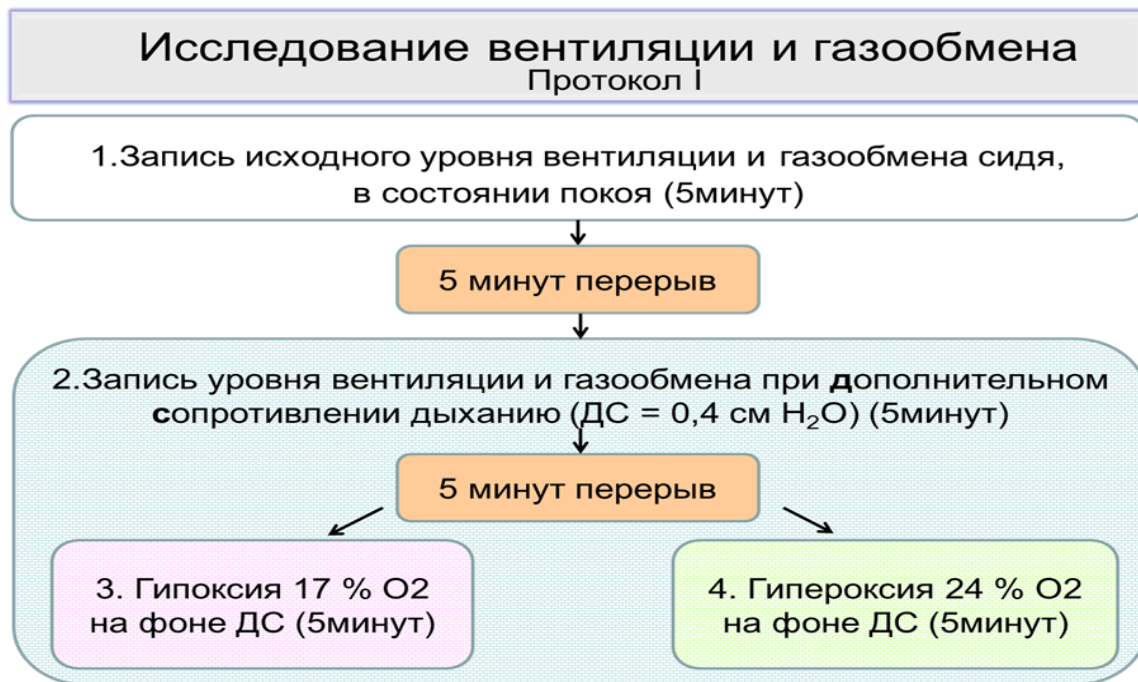 Исследование вентиляции и газообмена
Протокол I
1.Запись исходного уровня вентиляции и газообмена сидя,
в состоянии покоя (5минут)
5 минут перерыв
2.Запись уровня вентиляции и газообмена при дополнительном
сопротивлении дыханию (ДС = 0,4 см H₂O) (5минут)
5 минут перерыв
3. Гипоксия 17 % O2
на фоне ДС (5минут)
4. Гипероксия 24 % O2
на фоне ДС (5минут)